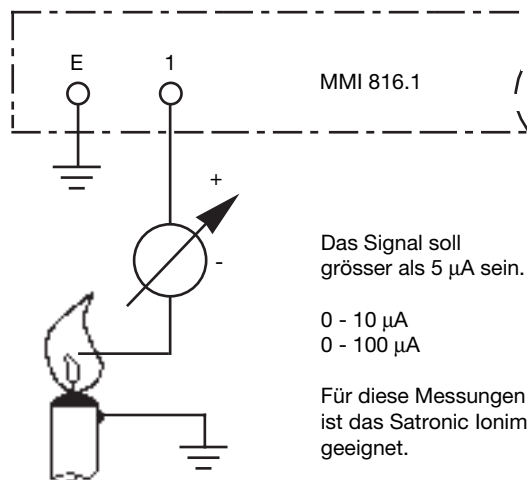 E 1 MMI 816.1
+
-
Das Signal soll
grösser als 5 µA sein.
0 - 10 µA
0 - 100 µA
Für diese Messungen
ist das Satronic Ionim
geeignet.